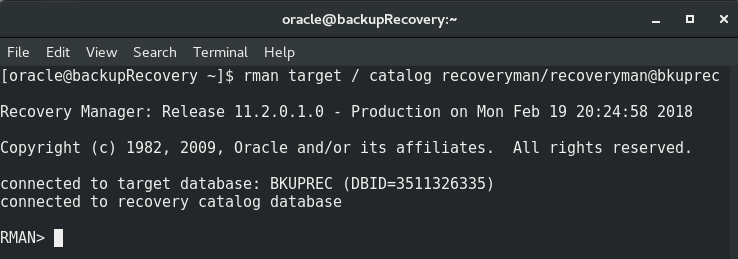 oracle@backupRecovery:~
File Edit View Search Terminal Help
[oracle@backupRecovery ~]$ rman target / catalog recoveryman/recoveryman@bkuprec
Recovery Manager: Release 11.2.0.1.0 - Production on Mon Feb 19 20:24:58 2018
Copyright (c) 1982, 2009, Oracle and/or its affiliates.  All rights reserved.
connected to target database: BKUPREC (DBID=3511326335)
connected to recovery catalog database
RMAN>